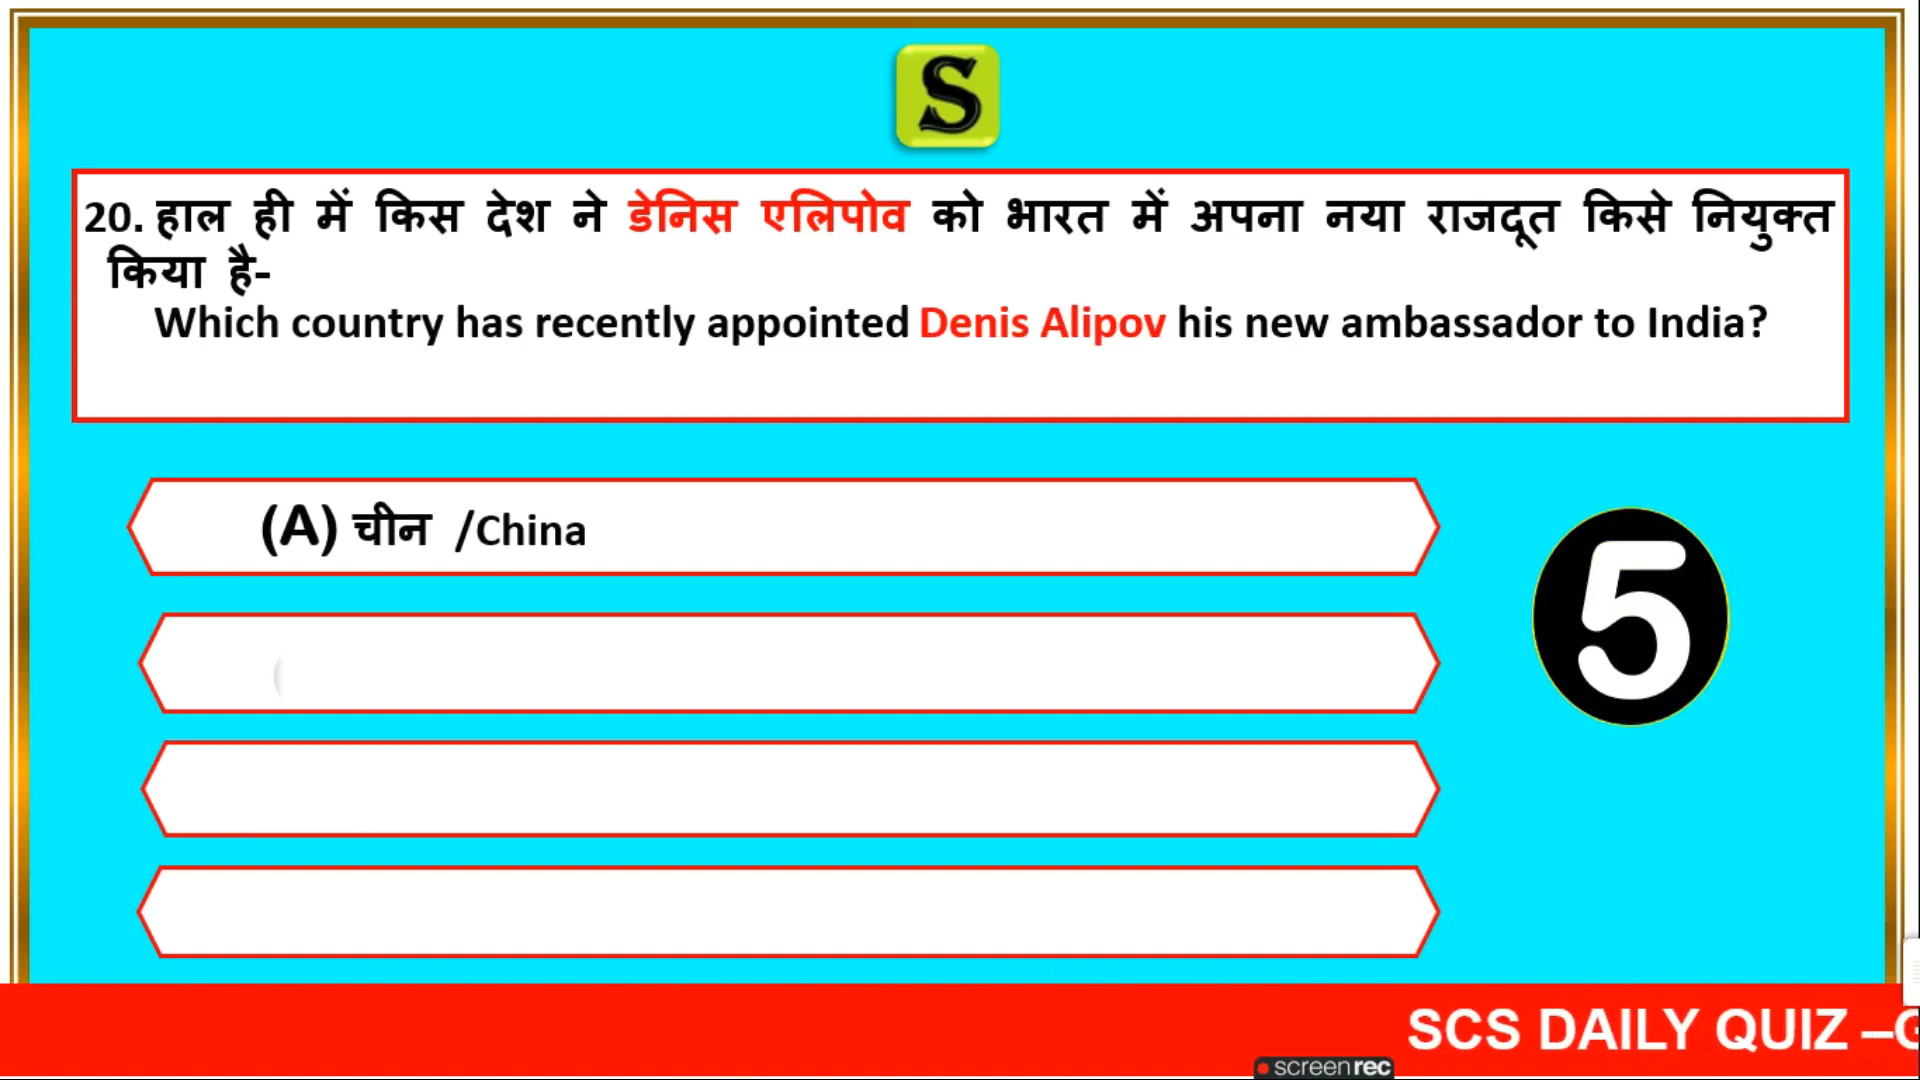 S
20. हाल ही में किस देश ने डेनिस एलिपोव को भारत में अपना नया राजदूत किसे नियुक्त
किया है-
Which country has recently appointed Denis Alipov his new ambassador to India?
(A) चीन /China
5
SCS DAILY QUIZ –
screenrec